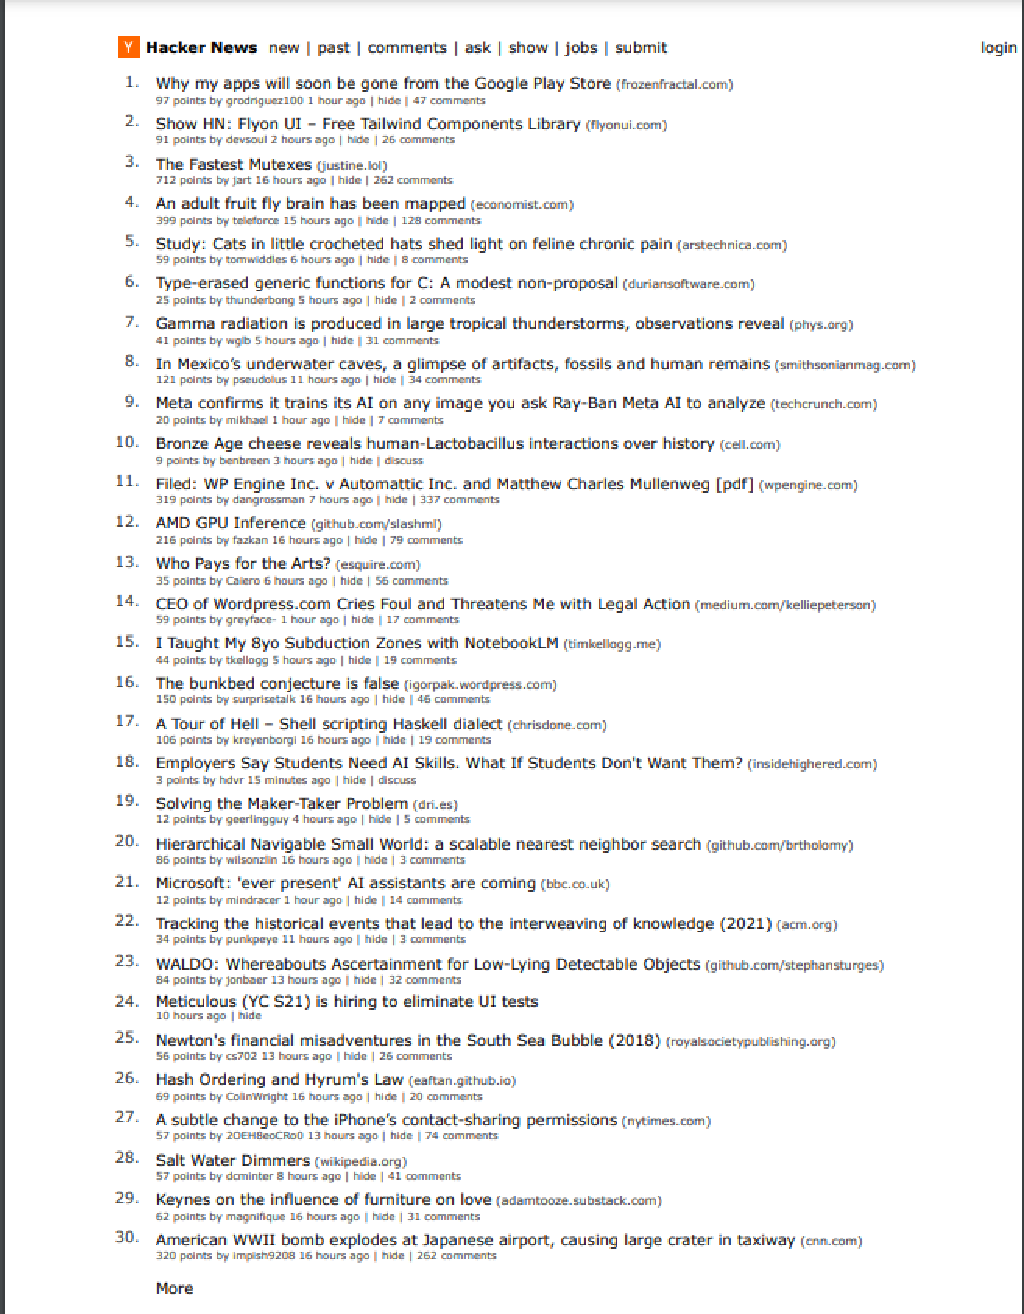 Y Hacker News new | past | comments | ask | show | jobs | submit login
1. Why my apps will soon be gone from the Google Play Store (frozenfractal.com)
97 points by grodriguez100 1 hour ago | hide | 47 comments
2. Show HN: Flyon UI – Free Tailwind Components Library (flyonui.com)
91 points by devsoul 2 hours ago | hide | 26 comments
3. The Fastest Mutexes (justine.lol)
712 points by jart 16 hours ago | hide | 262 comments
4. An adult fruit fly brain has been mapped (economist.com)
399 points by teleforce 15 hours ago | hide | 128 comments
5. Study: Cats in little crocheted hats shed light on feline chronic pain (arstechnica.com)
59 points by tomwiddles 6 hours ago | hide | 8 comments
6. Type-erased generic functions for C: A modest non-proposal (duriansoftware.com)
25 points by thunderbong 5 hours ago | hide | 2 comments
7. Gamma radiation is produced in large tropical thunderstorms, observations reveal (phys.org)
41 points by wglb 5 hours ago | hide | 31 comments
8. In Mexico’s underwater caves, a glimpse of artifacts, fossils and human remains (smithsonianmag.com)
121 points by pseudolus 11 hours ago | hide | 34 comments
9. Meta confirms it trains its AI on any image you ask Ray-Ban Meta AI to analyze (techcrunch.com)
20 points by mikhael 1 hour ago | hide | 7 comments
10. Bronze Age cheese reveals human-Lactobacillus interactions over history (cell.com)
9 points by benbreen 3 hours ago | hide | discuss
11. Filed: WP Engine Inc. v Automattic Inc. and Matthew Charles Mullenweg [pdf] (wpengine.com)
319 points by dangrossman 7 hours ago | hide | 337 comments
12. AMD GPU Inference (github.com/slashml)
216 points by fazkan 16 hours ago | hide | 79 comments
13. Who Pays for the Arts? (esquire.com)
35 points by Caiero 6 hours ago | hide | 56 comments
14. CEO of Wordpress.com Cries Foul and Threatens Me with Legal Action (medium.com/kelliepeterson)
59 points by greyface- 1 hour ago | hide | 17 comments
15. I Taught My 8yo Subduction Zones with NotebookLM (timkellogg.me)
44 points by tkellogg 5 hours ago | hide | 19 comments
16. The bunkbed conjecture is false (igorpak.wordpress.com)
150 points by surprisetalk 16 hours ago | hide | 46 comments
17. A Tour of Hell – Shell scripting Haskell dialect (chrisdone.com)
106 points by kreyenborgi 16 hours ago | hide | 19 comments
18. Employers Say Students Need AI Skills. What If Students Don't Want Them? (insidehighered.com)
3 points by hdvr 15 minutes ago | hide | discuss
19. Solving the Maker-Taker Problem (dri.es)
12 points by geerlingguy 4 hours ago | hide | 5 comments
20. Hierarchical Navigable Small World: a scalable nearest neighbor search (github.com/brtholomy)
86 points by wilsonzlin 16 hours ago | hide | 3 comments
21. Microsoft: 'ever present' AI assistants are coming (bbc.co.uk)
12 points by mindracer 1 hour ago | hide | 14 comments
22. Tracking the historical events that lead to the interweaving of knowledge (2021) (acm.org)
34 points by punkpeye 11 hours ago | hide | 3 comments
23. WALDO: Whereabouts Ascertainment for Low-Lying Detectable Objects (github.com/stephansturges)
84 points by jonbaer 13 hours ago | hide | 32 comments
24. Meticulous (YC S21) is hiring to eliminate UI tests
10 hours ago | hide
25. Newton's financial misadventures in the South Sea Bubble (2018) (royalsocietypublishing.org)
56 points by cs702 13 hours ago | hide | 26 comments
26. Hash Ordering and Hyrum's Law (eaftan.github.io)
69 points by ColinWright 16 hours ago | hide | 20 comments
27. A subtle change to the iPhone’s contact-sharing permissions (nytimes.com)
57 points by 2OEH8eoCRo0 13 hours ago | hide | 74 comments
28. Salt Water Dimmers (wikipedia.org)
57 points by dcminter 8 hours ago | hide | 41 comments
29. Keynes on the influence of furniture on love (adamtooze.substack.com)
62 points by magnifique 16 hours ago | hide | 31 comments
30. American WWII bomb explodes at Japanese airport, causing large crater in taxiway (cnn.com)
320 points by impish9208 16 hours ago | hide | 262 comments
More